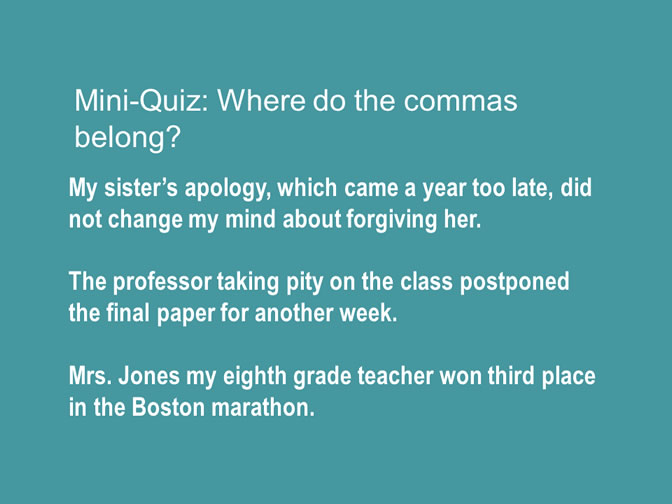 Mini-Quiz: Where do the commas
belong?
My sister’s apology, which came a year too late, did
not change my mind about forgiving her.
The professor taking pity on the class postponed
the final paper for another week.
Mrs. Jones my eighth grade teacher won third place
in the Boston marathon.